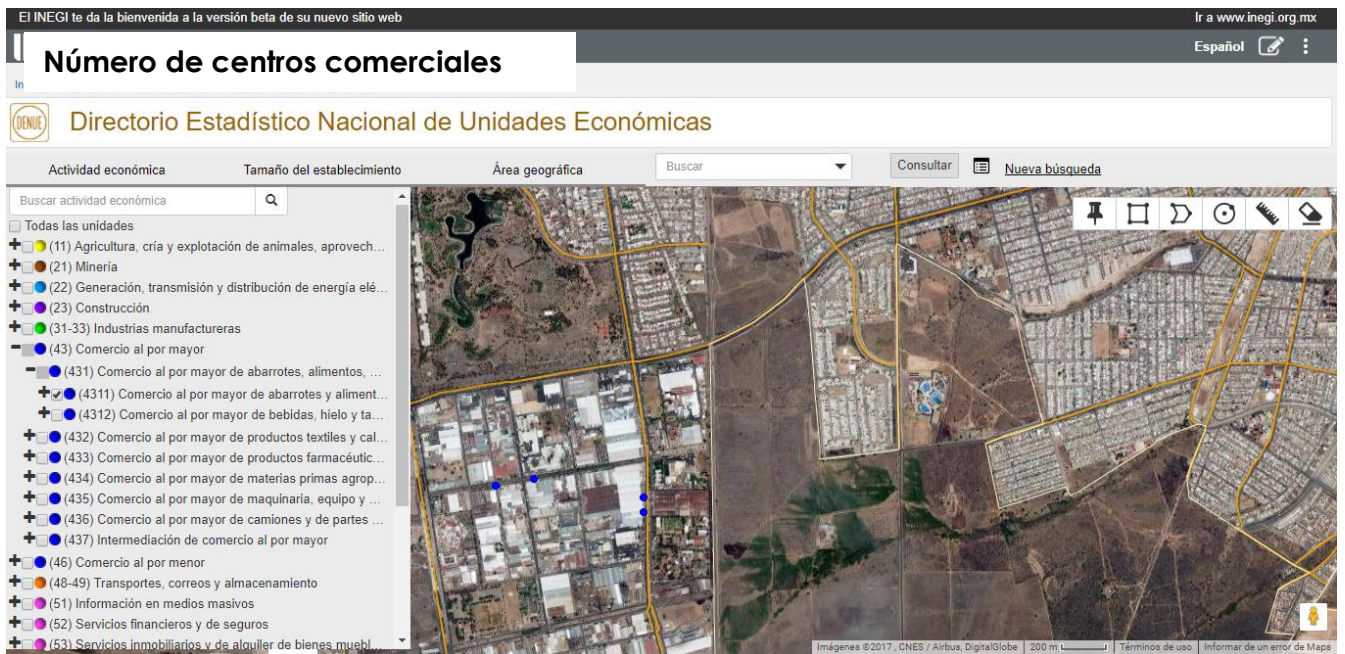 El INEGI te da la bienvenida a la versión beta de su nuevo sitio web
Ir a www.inegi.org.mx
Número de centros comerciales
Español
In
DENUE
Directorio Estadístico Nacional de Unidades Económicas
Actividad económica
Tamaño del establecimiento
Área geográfica
Buscar
Consultar
Nueva búsqueda
Buscar actividad económica
Todas las unidades
(11) Agricultura, cría y explotación de animales, aprovech...
(21) Minería
(22) Generación, transmisión y distribución de energía elé...
(23) Construcción
(31-33) Industrias manufactureras
(43) Comercio al por mayor
(431) Comercio al por mayor de abarrotes, alimentos, ...
(4311) Comercio al por mayor de abarrotes y aliment...
(4312) Comercio al por mayor de bebidas, hielo y ta...
(432) Comercio al por mayor de productos textiles y cal...
(433) Comercio al por mayor de productos farmacéutic...
(434) Comercio al por mayor de materias primas agrop...
(435) Comercio al por mayor de maquinaria, equipo y ...
(436) Comercio al por mayor de camiones y de partes ...
(437) Intermediación de comercio al por mayor
(46) Comercio al por menor
(48-49) Transportes, correos y almacenamiento
(51) Información en medios masivos
(52) Servicios financieros y de seguros
(53) Servicios inmobiliarios y de alquiler de bienes muebl...
Imágenes ©2017 , CNES / Airbus, DigitalGlobe
200 m
Términos de uso
Informar de un error de Maps